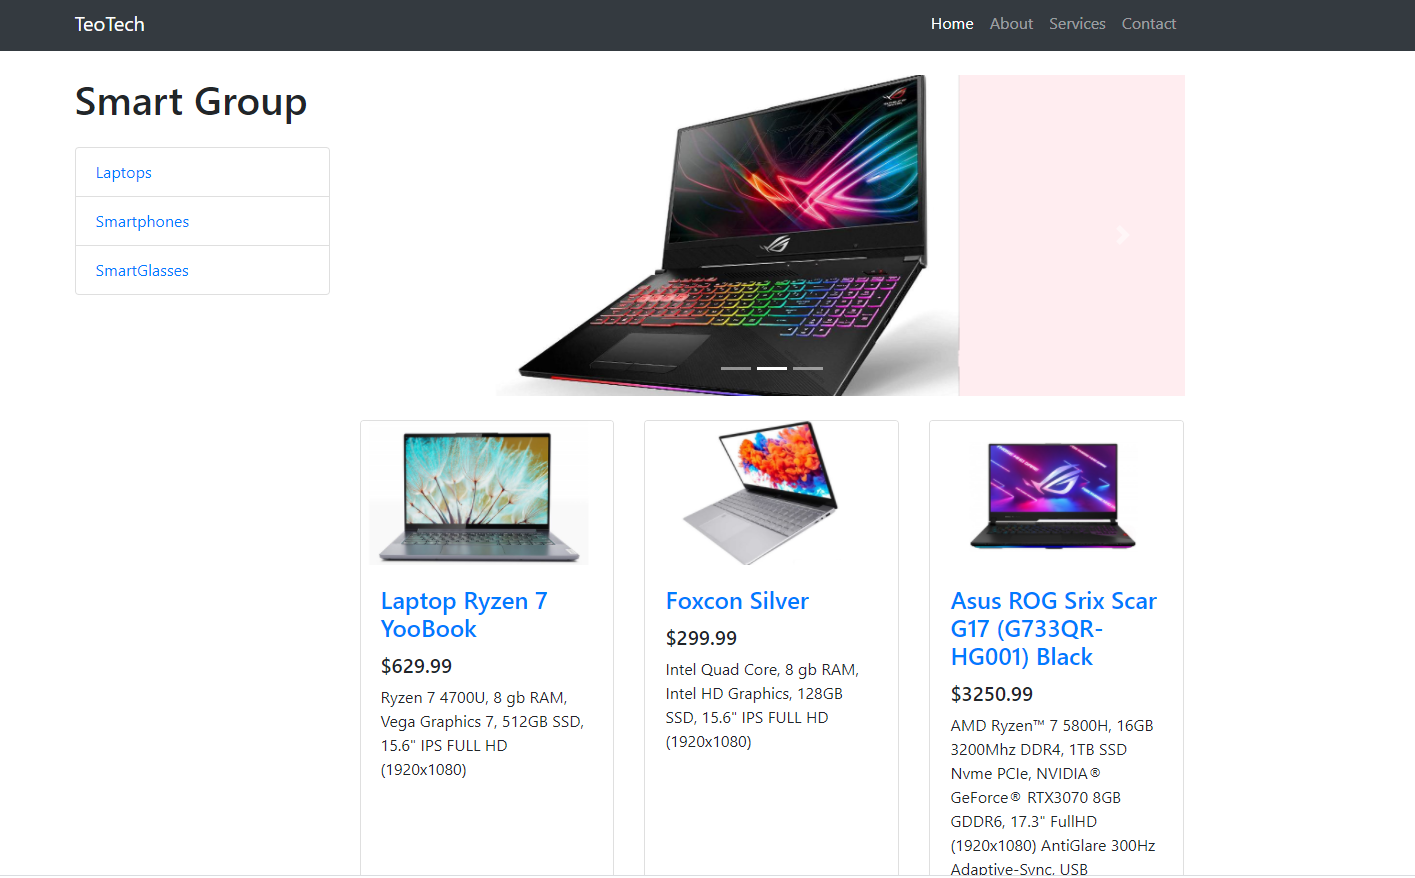 TeoTech
Home About Services Contact
Smart Group
Laptops
Smartphones
SmartGlasses
Laptop Ryzen 7
YooBook
$629.99
Ryzen 7 4700U, 8 gb RAM,
Vega Graphics 7, 512GB SSD,
15.6" IPS FULL HD
(1920x1080)
Foxcon Silver
$299.99
Intel Quad Core, 8 gb RAM,
Intel HD Graphics, 128GB
SSD, 15.6" IPS FULL HD
(1920x1080)
Asus ROG Srix Scar
G17 (G733QR-
HG001) Black
$3250.99
AMD Ryzen™ 7 5800H, 16GB
3200Mhz DDR4, 1TB SSD
Nvme PCIe, NVIDIA®
GeForce® RTX3070 8GB
GDDR6, 17.3" FullHD
(1920x1080) AntiGlare 300Hz
Adaptive-Sync, USB